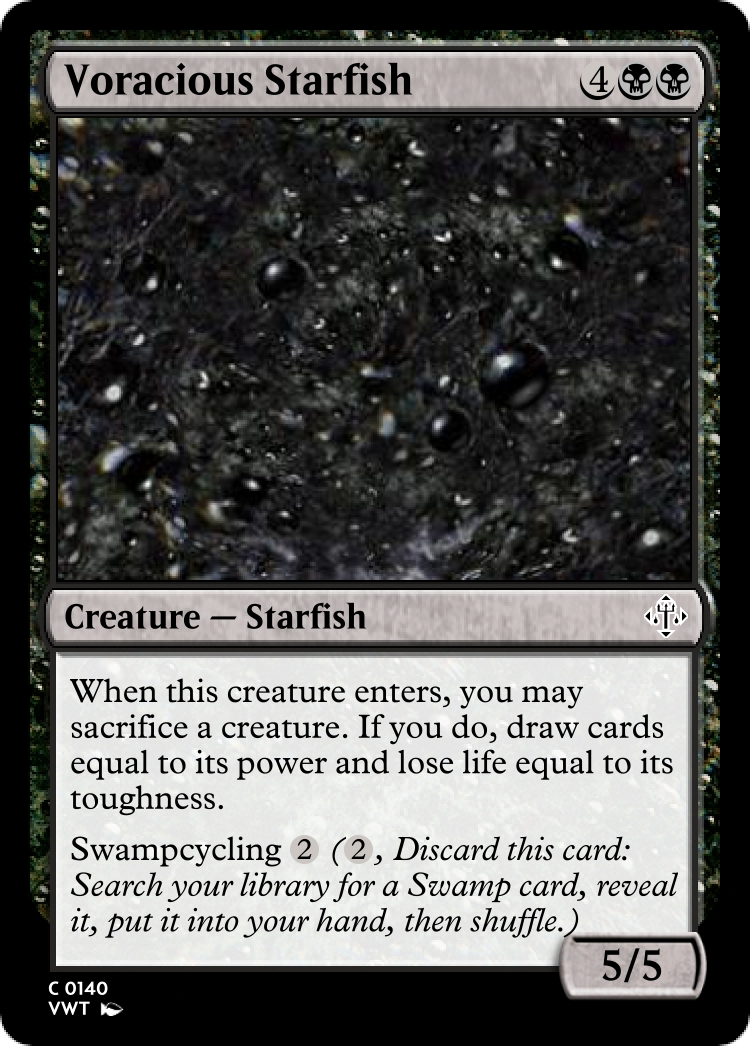 Voracious Starfish 4
Creature — Starfish
When this creature enters, you may
sacrifice a creature. If you do, draw cards
equal to its power and lose life equal to its
toughness.
Swampcycling 2 (2, Discard this card:
Search your library for a Swamp card, reveal
it, put it into your hand, then shuffle.)
5/5
C 0140
VWT